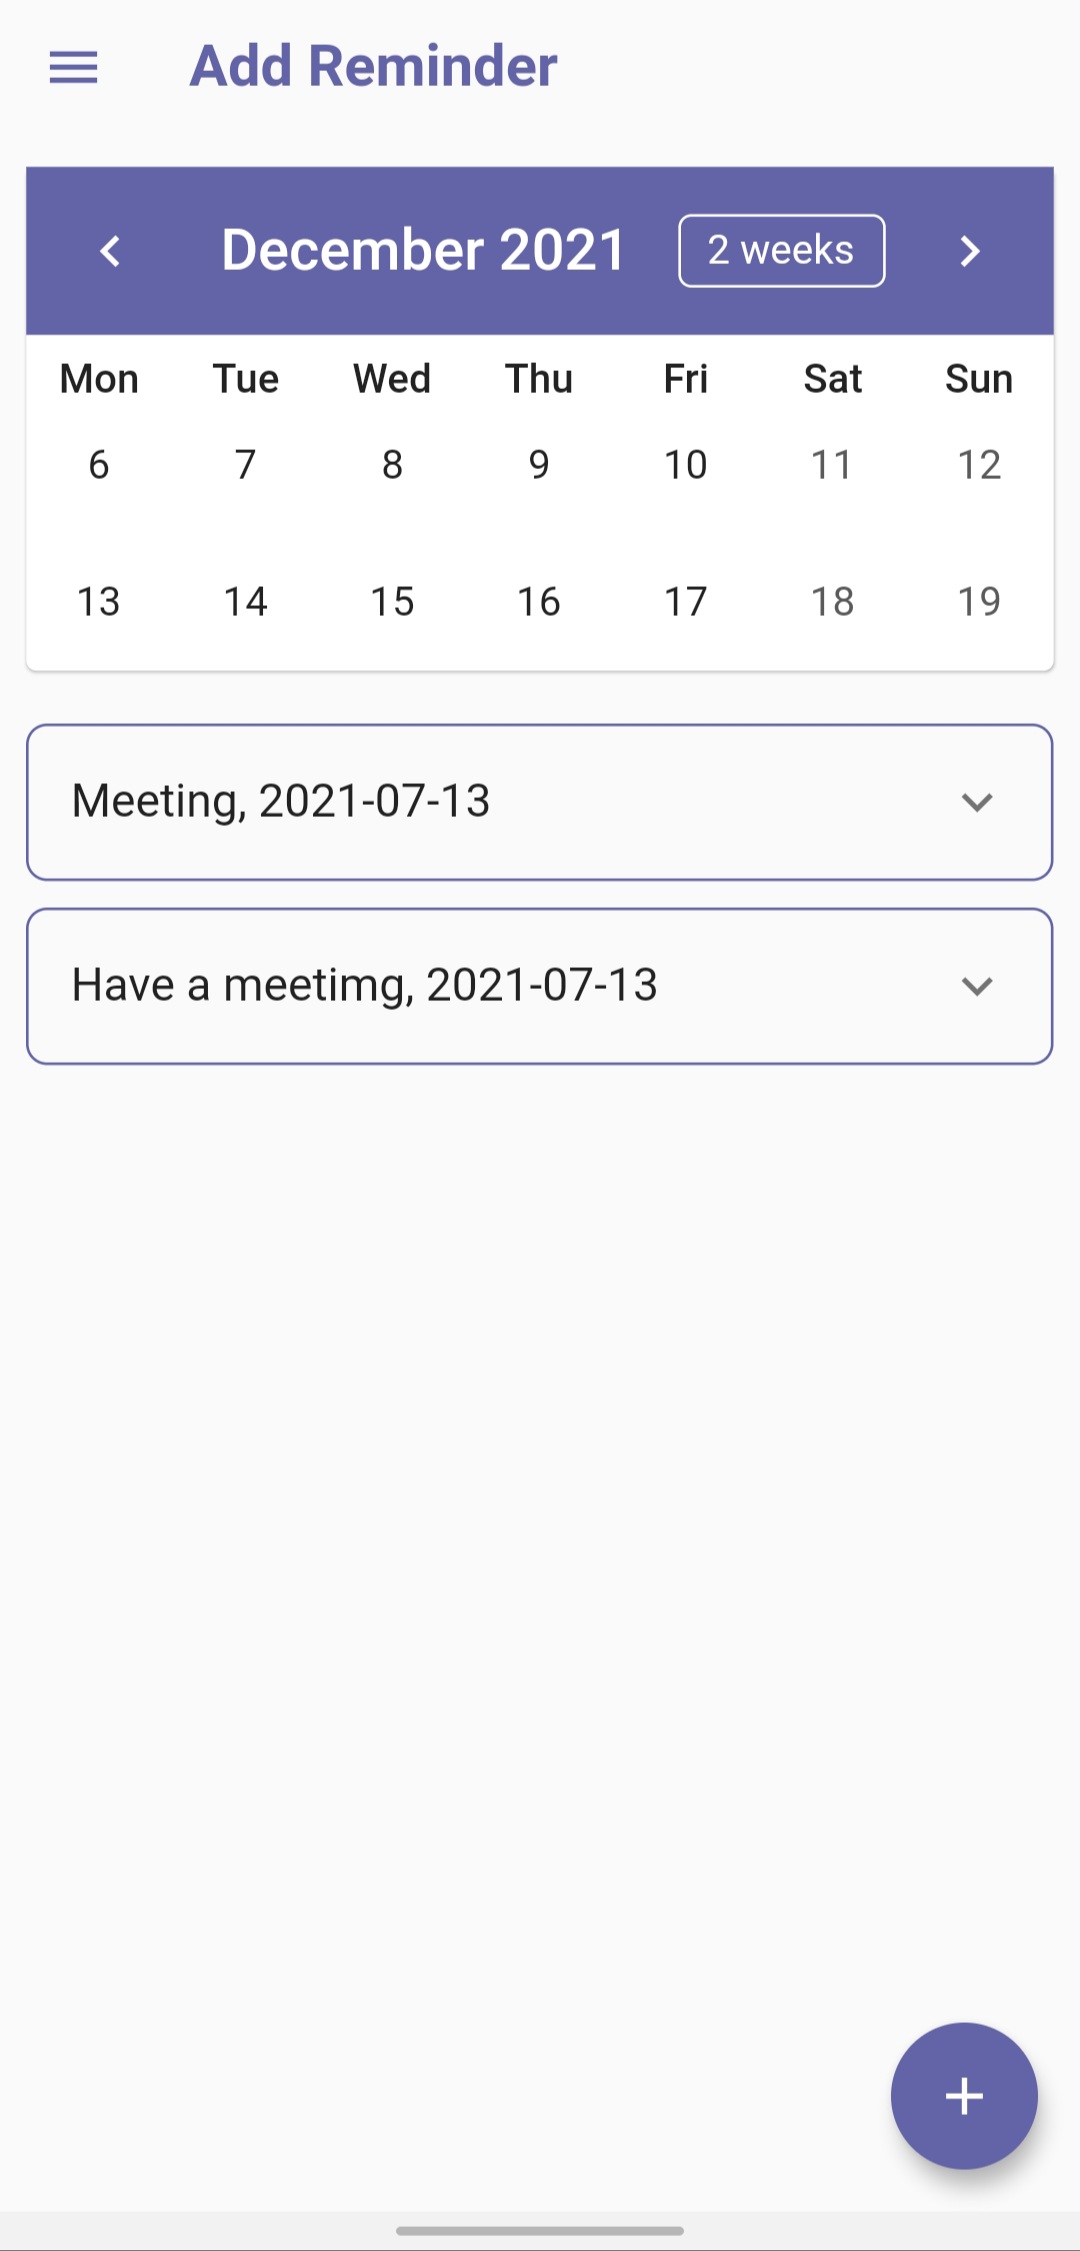 Add Reminder
December 2021 2 weeks
Mon Tue Wed Thu Fri Sat Sun
6 7 8 9 10 11 12
13 14 15 16 17 18 19
Meeting, 2021-07-13
Have a meetimg, 2021-07-13